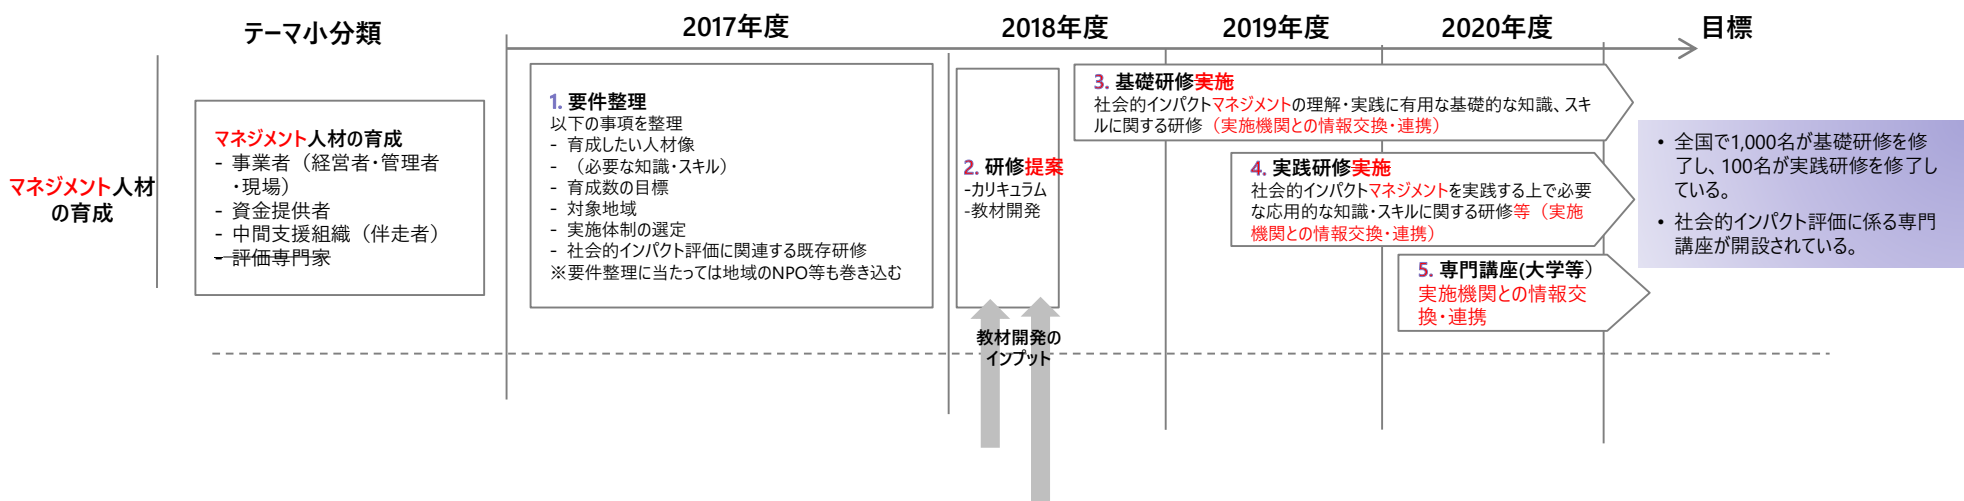 テーマ小分類
2017年度
2018年度
2019年度
2020年度
目標
マネジメント人材
の育成
マネジメント人材の育成
- 事業者（経営者・管理者
・現場）
- 資金提供者
- 中間支援組織（伴走者）
- 評価専門家
1. 要件整理
以下の事項を整理
- 育成したい人材像
- （必要な知識・スキル）
- 育成数の目標
- 対象地域
- 実施体制の選定
- 社会的インパクト評価に関連する既存研修
※要件整理に当たっては地域のNPO等も巻き込む
2. 研修提案
-カリキュラム
-教材開発
教材開発の
インプット
3. 基礎研修実施
社会的インパクトマネジメントの理解・実践に有用な基礎的な知識、スキ
ルに関する研修（実施機関との情報交換・連携）
4. 実践研修実施
社会的インパクトマネジメントを実践する上で必要
な応用的な知識・スキルに関する研修等（実施
機関との情報交換・連携）
5. 専門講座(大学等）
実施機関との情報交
換・連携
• 全国で1,000名が基礎研修を修
了し、100名が実践研修を修了し
ている。
• 社会的インパクト評価に係る専門
講座が開設されている。